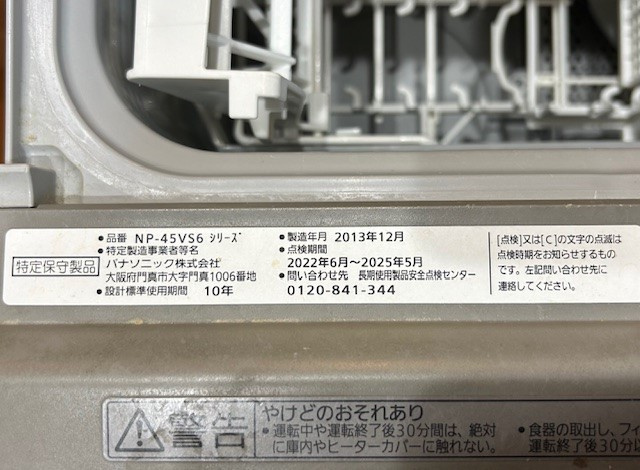 特定保守製品
・品番 NP-45VS6 シリーズ
・特定製造事業者等名
パナソニック株式会社
大阪府門真市大字門真1006番地
・設計標準使用期間 10年
・製造年月 2013年12月
・点検期間
2022年6月～2025年5月
・問い合わせ先 長期使用製品安全点検センター
0120-841-344
[点検]又は[C]の文字の点滅は
点検時期をお知らせするもの
です。左記問い合わせ先に
連絡してください。
警告
やけどのおそれあり
・運転中や運転終了後30分間は、絶対
に庫内やヒーターカバーに触れない。
・食器の取出し、フィ
運転終了後30分